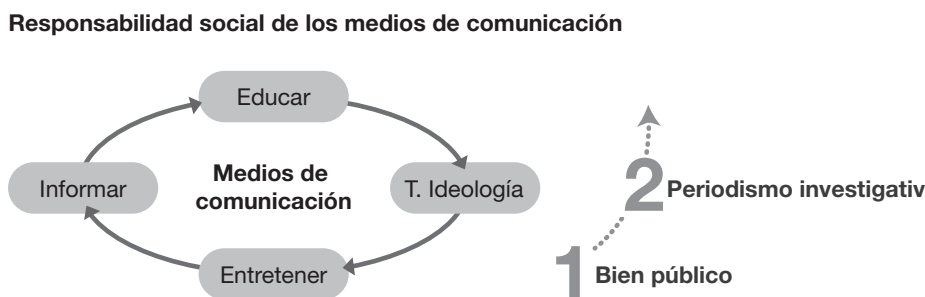 Responsabilidad social de los medios de comunicación
Educar
Informar
Medios de
comunicación
T. Ideología
Entretener
2 Periodismo investigativ
1 Bien público